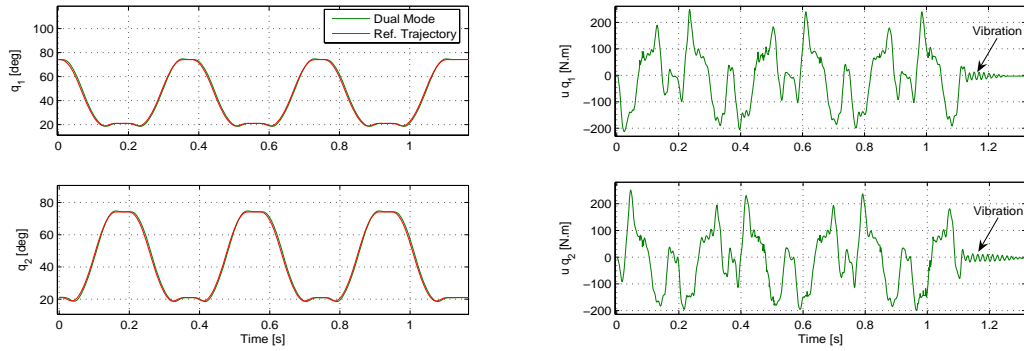 100
80
60
40
20
q1 [deg]
Dual Mode
Ref. Trajectory
0 0.2 0.4 0.6 0.8 1
80
60
40
20
q2 [deg]
0 0.2 0.4 0.6 0.8 1
Time [s]
200
100
0
−100
−200
u q1 [N.m]
Vibration
0 0.2 0.4 0.6 0.8 1 1.2
Time [s]
200
100
0
−100
−200
u q2 [N.m]
Vibration
0 0.2 0.4 0.6 0.8 1 1.2
Time [s]